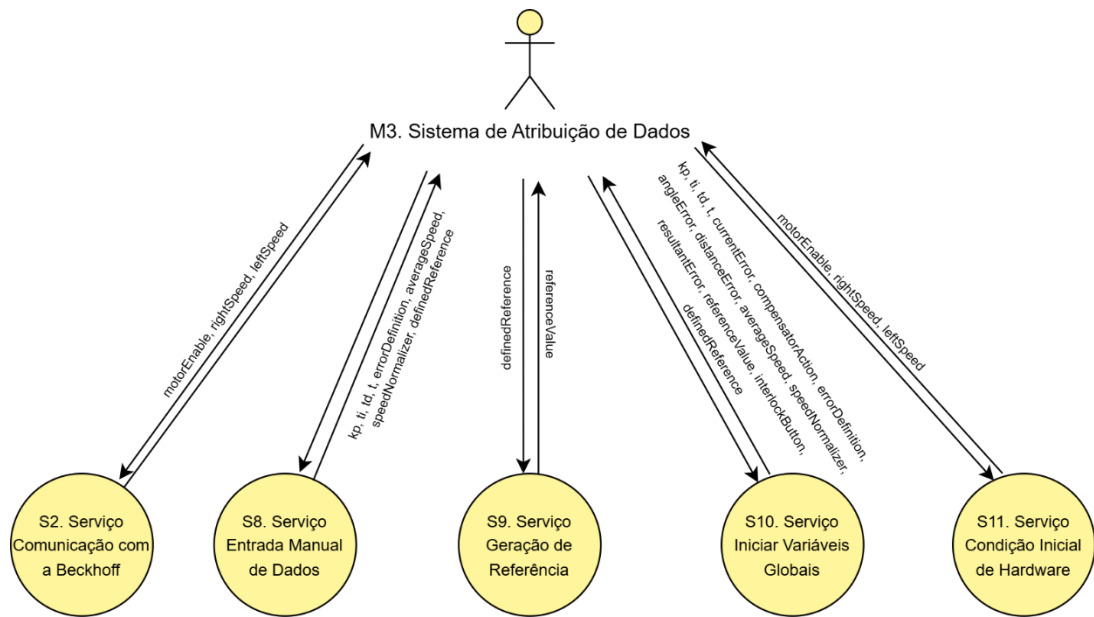 M3. Sistema de Atribuição de Dados
motorEnable, rightSpeed, leftSpeed
kp, ti, td, t, errorDefinition, averageSpeed,
speedNormalizer, definedReference
definedReference
referenceValue
kp, ti, td, t, currentError, compensatorAction, errorDefinition,
angleError, distanceError, averageSpeed, speedNormalizer,
resultantError, referenceValue, interlockButton,
definedReference
motorEnable, rightSpeed, leftSpeed
S2. Serviço
Comunicação com
a Beckhoff
S8. Serviço
Entrada Manual
de Dados
S9. Serviço
Geração de
Referência
S10. Serviço
Iniciar Variáveis
Globais
S11. Serviço
Condição Inicial
de Hardware